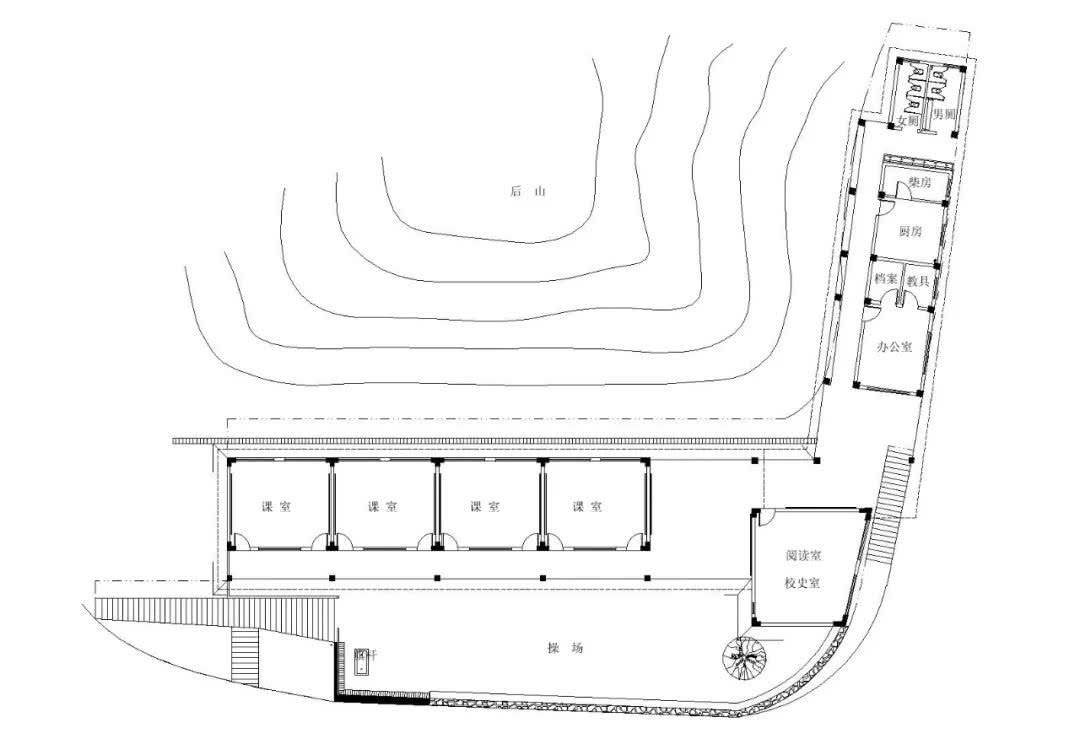 女厕 男厕
柴房
后 山
厨房
档案 教具
办公室
课 室 课 室 课 室 课 室
阅读室
校史室
操 场
旗杆